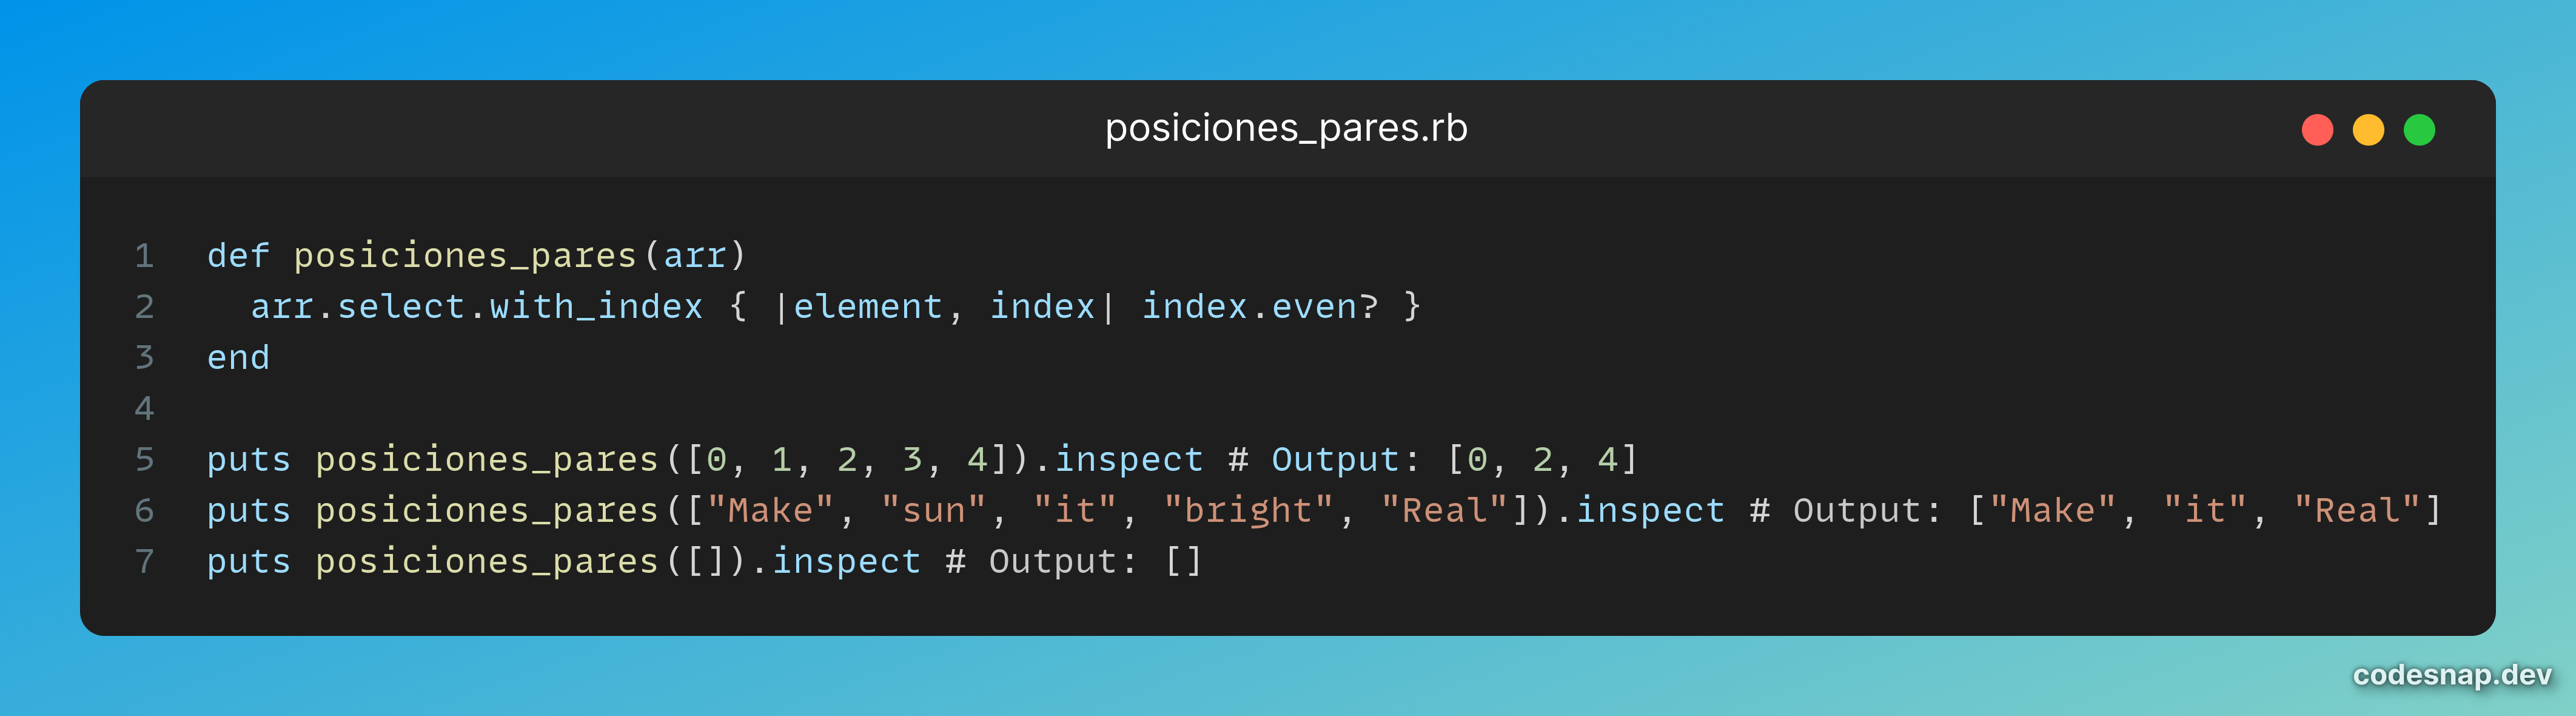 posiciones_pares.rb
1 def posiciones_pares(arr)
2   arr.select.with_index { |element, index| index.even? }
3 end
4
5 puts posiciones_pares([0, 1, 2, 3, 4]).inspect # Output: [0, 2, 4]
6 puts posiciones_pares(["Make", "sun", "it", "bright", "Real"]).inspect # Output: ["Make", "it", "Real"]
7 puts posiciones_pares([]).inspect # Output: []
codesnap.dev